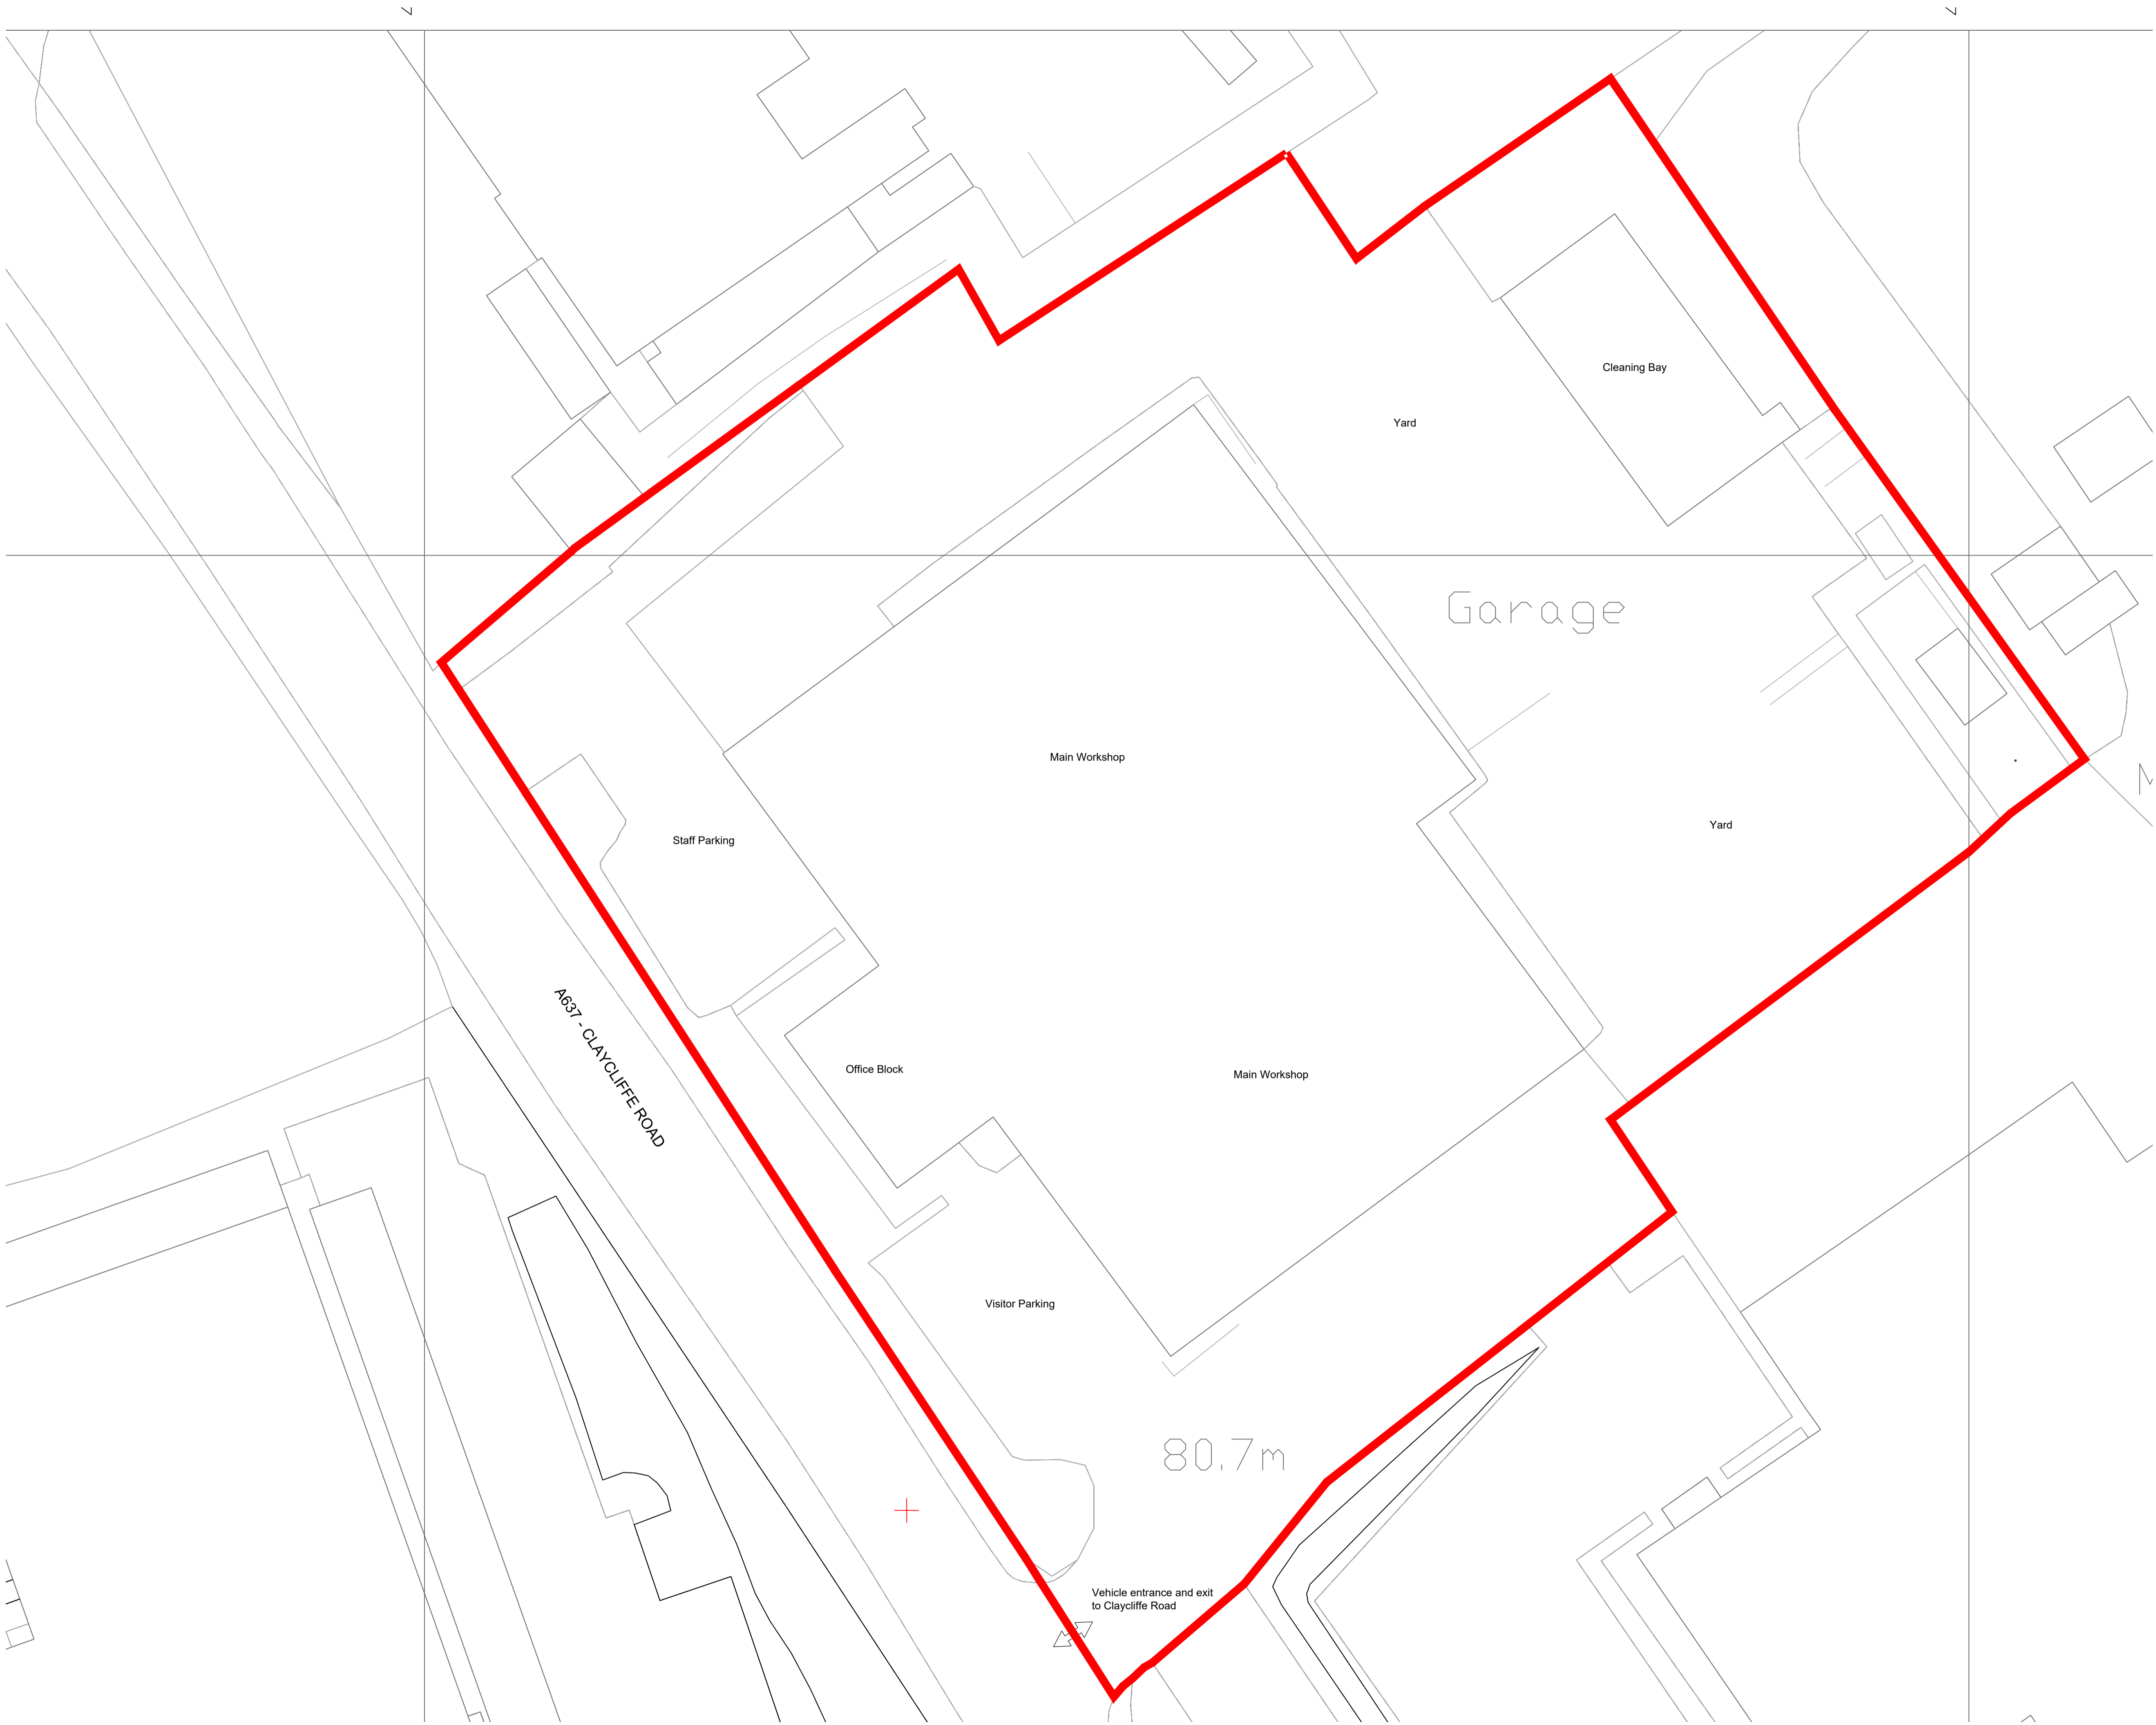 Cleaning Bay
Yard
Garage
Main Workshop
Yard
Staff Parking
A637 - CLAYCLIFFE ROAD
Office Block
Main Workshop
Visitor Parking
80.7m
Vehicle entrance and exit
to Claycliffe Road